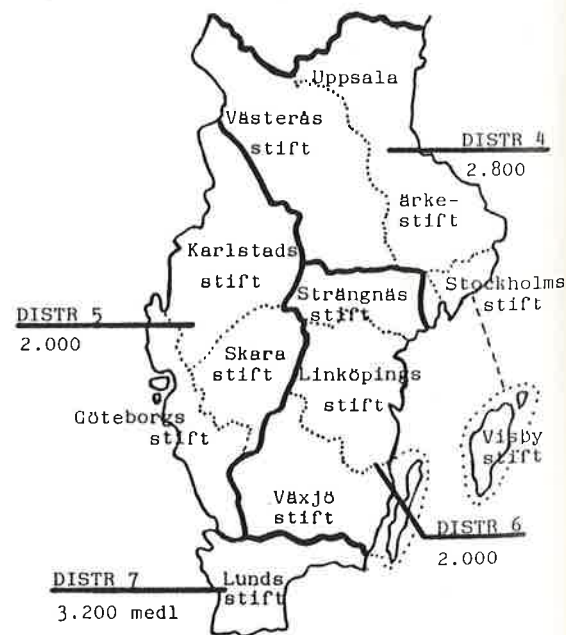 Uppsala
Västerås
stift
DISTR 4
2.800
ärke-
stift
Karlstads
stift
Strängnäs
stift
Stockholms
stift
DISTR 5
2.000
Skara
stift
Linköpings
stift
Göteborgs
stift
Visby
stift
Växjö
stift
DISTR 6
2.000
DISTR 7
3.200 medl
Lunds
stift